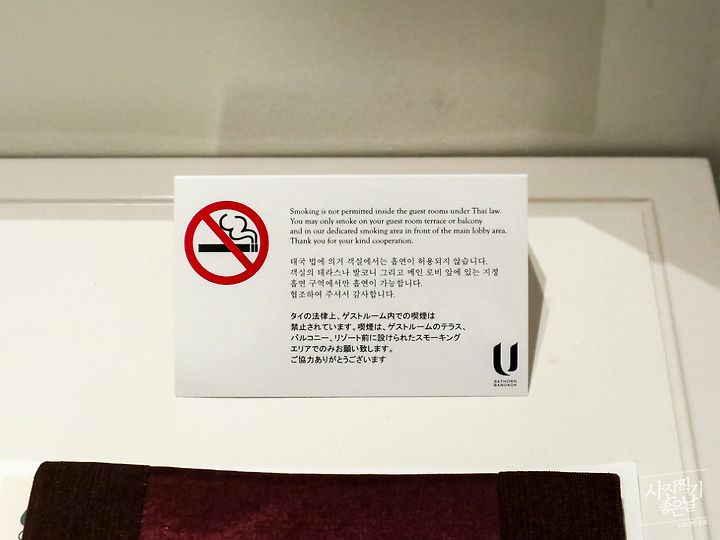 Smoking is not permitted inside the guest rooms under Thai law.
You may only smoke on your guest room terrace or balcony
and in our dedicated smoking area in front of the main lobby area.
Thank you for your kind cooperation.
태국 법에 의거 객실에서는 흡연이 허용되지 않습니다.
객실의 테라스나 발코니 그리고 메인 로비 앞에 있는 지정
흡연 구역에서만 흡연이 가능합니다.
협조하여 주셔서 감사합니다.
タイの法律上、ゲストルーム内での喫煙は
禁止されています。喫煙は、ゲストルームのテラス、
バルコニー、リゾート前に設けられたスモーキング
エリアでのみお願い致します。
ご協力ありがとうございます
U
SATHORN
BANGKOK
사진찍기
좋은날